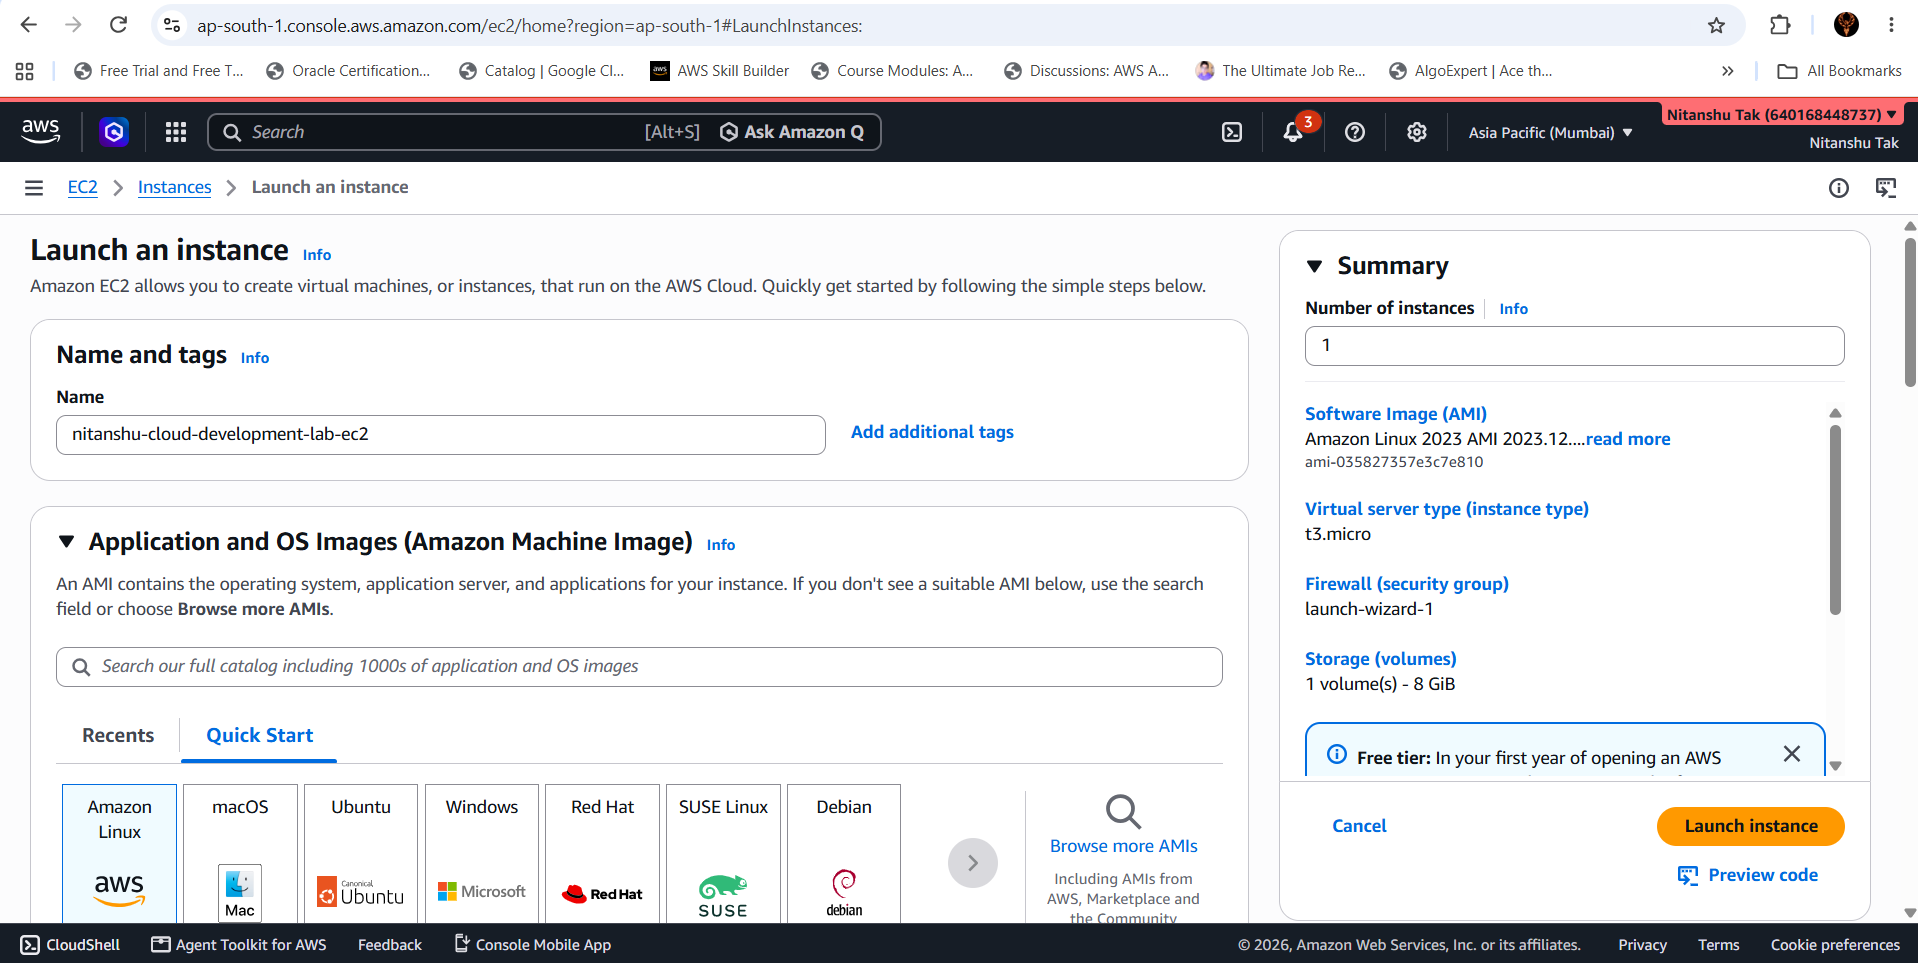 ap-south-1.console.aws.amazon.com/ec2/home?region=ap-south-1#LaunchInstances:
Free Trial and Free T...
Oracle Certification...
Catalog | Google Cl...
aws
AWS Skill Builder
Course Modules: A...
Discussions: AWS A...
The Ultimate Job Re...
AlgoExpert | Ace th...
All Bookmarks
aws
Search
[Alt+S]
Ask Amazon Q
3
Asia Pacific (Mumbai)
Nitanshu Tak (640168448737)
Nitanshu Tak
EC2
Instances
Launch an instance
Launch an instance Info
Amazon EC2 allows you to create virtual machines, or instances, that run on the AWS Cloud. Quickly get started by following the simple steps below.
Name and tags Info
Name
nitanshu-cloud-development-lab-ec2
Add additional tags
Application and OS Images (Amazon Machine Image) Info
An AMI contains the operating system, application server, and applications for your instance. If you don't see a suitable AMI below, use the search
field or choose Browse more AMIs.
Search our full catalog including 1000s of application and OS images
Recents
Quick Start
Amazon
Linux
aws
macOS
Mac
Ubuntu
Canonical
Ubuntu
Windows
Microsoft
Red Hat
Red Hat
SUSE Linux
SUSE
Debian
debian
Browse more AMIs
Including AMIs from
AWS, Marketplace and
the Community
Summary
Number of instances
Info
1
Software Image (AMI)
Amazon Linux 2023 AMI 2023.12....read more
ami-035827357e3c7e810
Virtual server type (instance type)
t3.micro
Firewall (security group)
launch-wizard-1
Storage (volumes)
1 volume(s) - 8 GiB
Free tier: In your first year of opening an AWS
Cancel
Launch instance
Preview code
CloudShell
Agent Toolkit for AWS
Feedback
Console Mobile App
© 2026, Amazon Web Services, Inc. or its affiliates.
Privacy
Terms
Cookie preferences